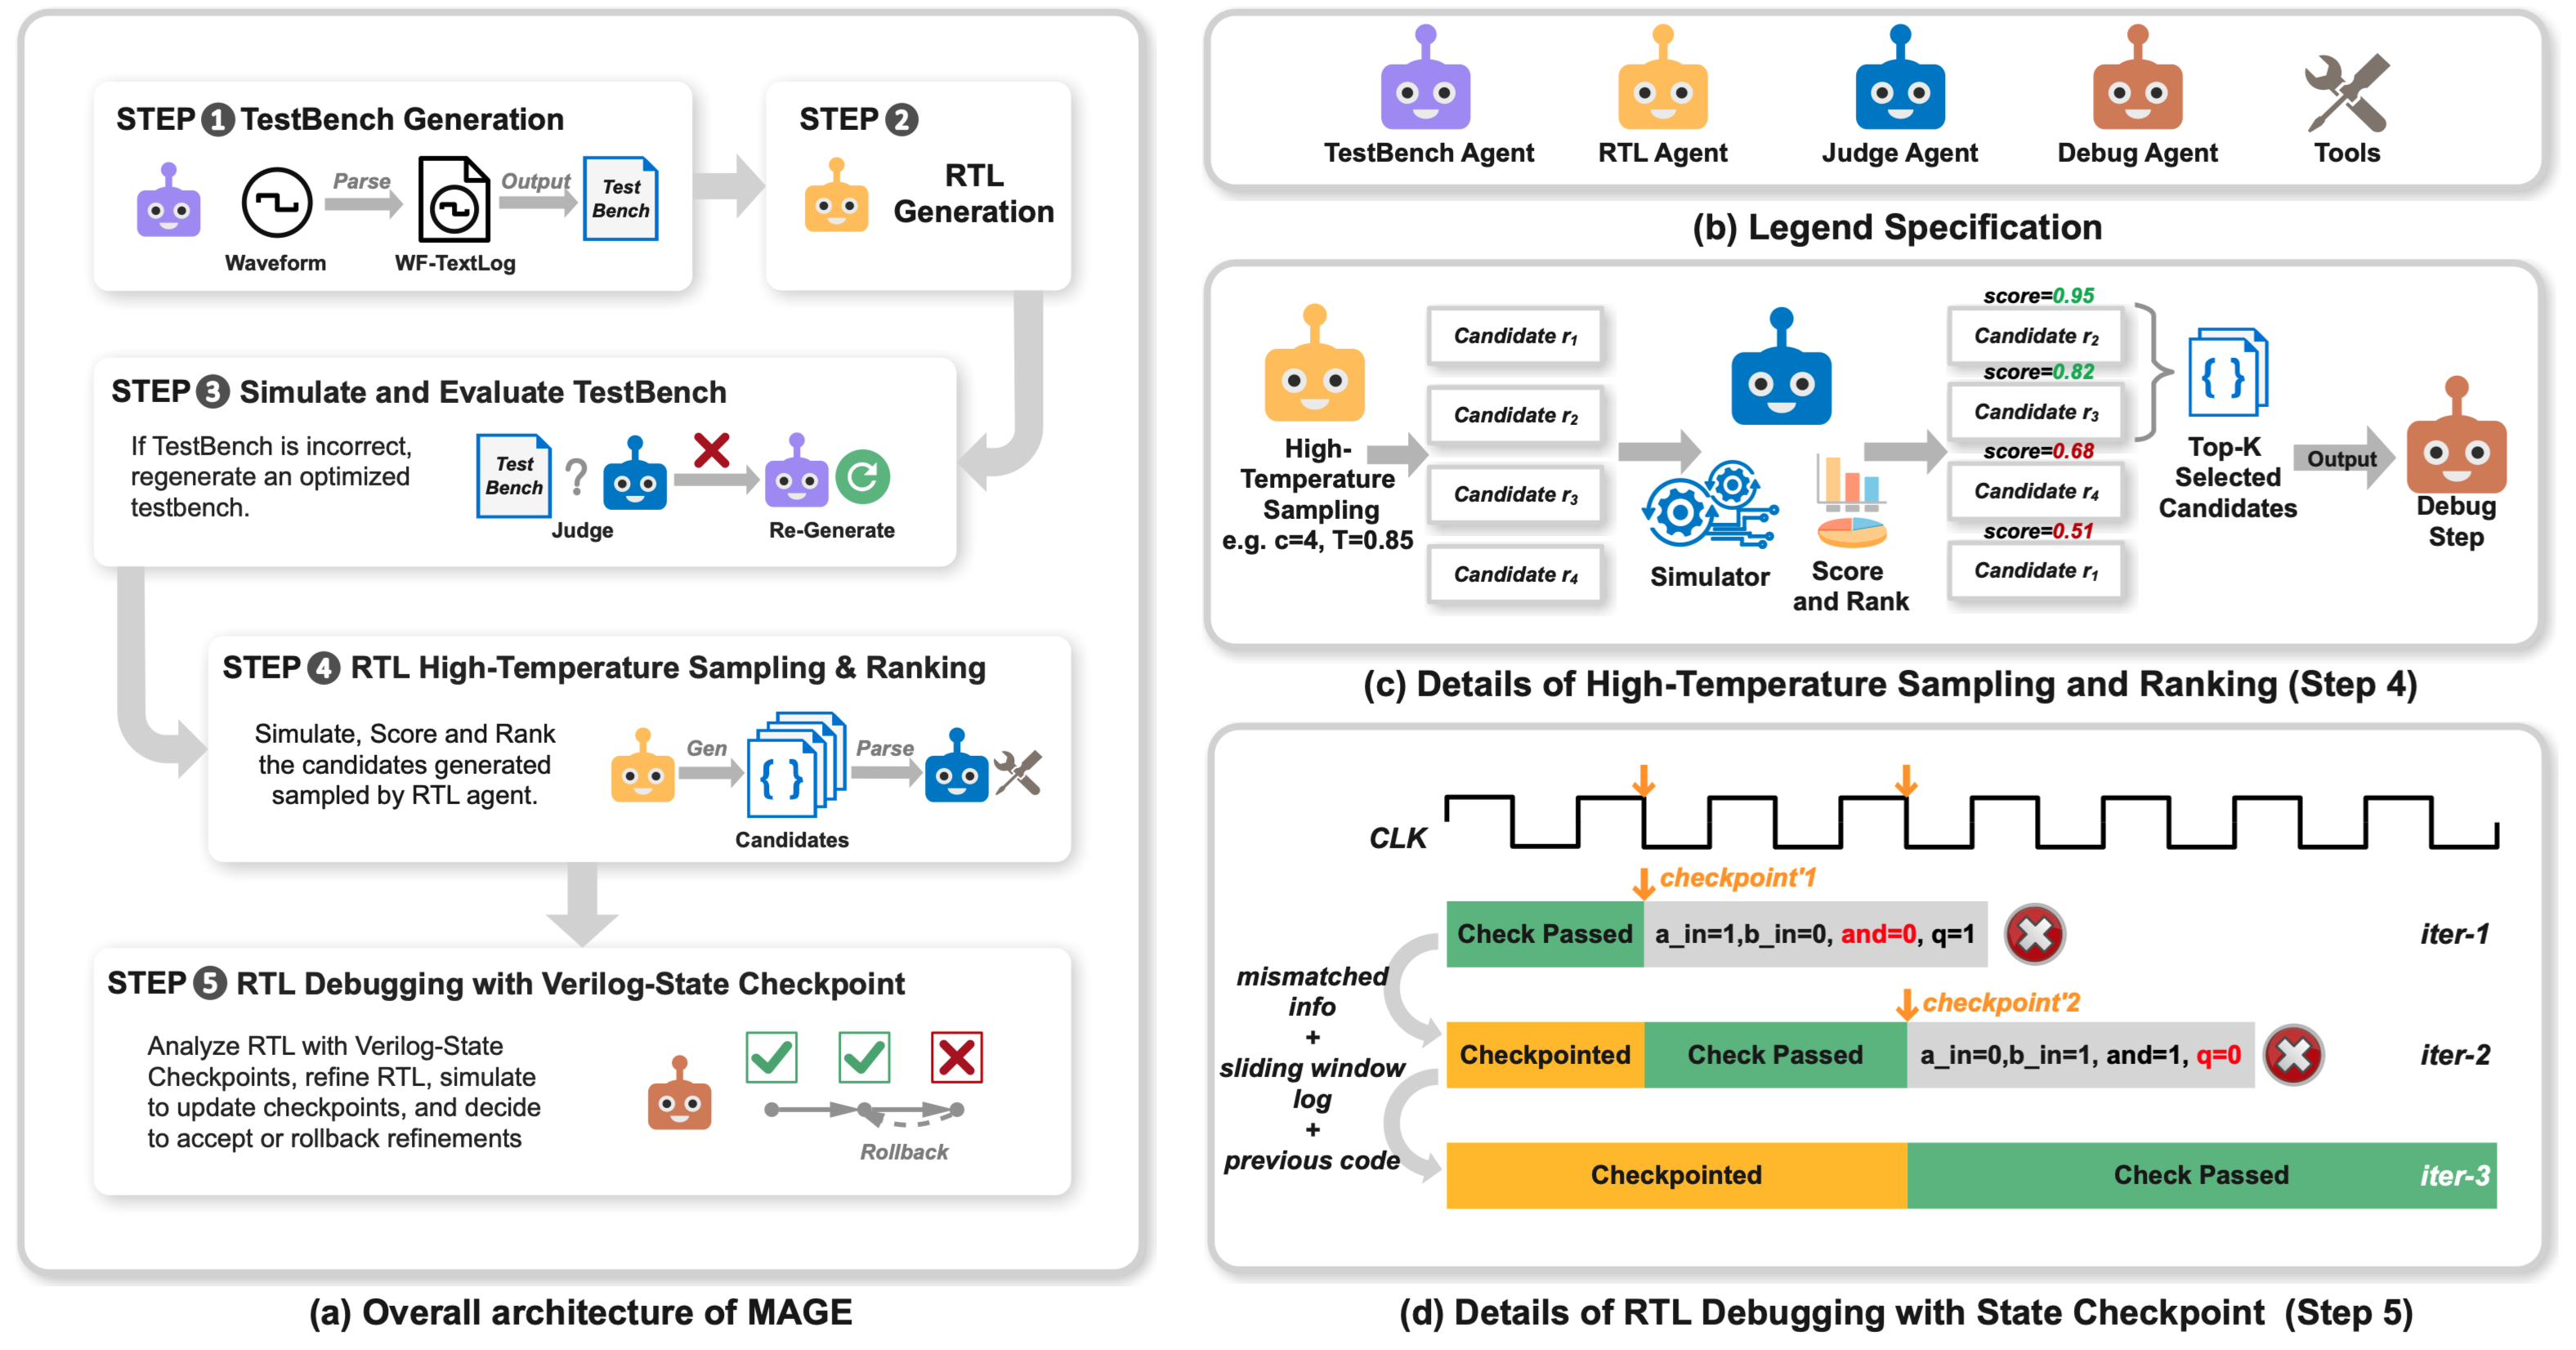 STEP 1 TestBench Generation
Waveform
Parse
WF-TextLog
Output
Test
Bench
STEP 2
RTL
Generation
STEP 3 Simulate and Evaluate TestBench
If TestBench is incorrect,
regenerate an optimized
testbench.
Test
Bench
?
Judge
Re-Generate
STEP 4 RTL High-Temperature Sampling & Ranking
Simulate, Score and Rank
the candidates generated
sampled by RTL agent.
Gen
{ }
Candidates
Parse
STEP 5 RTL Debugging with Verilog-State Checkpoint
Analyze RTL with Verilog-State
Checkpoints, refine RTL, simulate
to update checkpoints, and decide
to accept or rollback refinements
Rollback
(a) Overall architecture of MAGE
TestBench Agent
RTL Agent
Judge Agent
Debug Agent
Tools
(b) Legend Specification
High-
Temperature
Sampling
e.g. c=4, T=0.85
Candidate r1
Candidate r2
Candidate r3
Candidate r4
Simulator
Score
and Rank
score=0.95
Candidate r2
score=0.82
Candidate r3
score=0.68
Candidate r4
score=0.51
Candidate r1
{ }
Top-K
Selected
Candidates
Output
Debug
Step
(c) Details of High-Temperature Sampling and Ranking (Step 4)
CLK
checkpoint'1
Check Passed
a_in=1,b_in=0, and=0, q=1
iter-1
mismatched
info
+
sliding window
log
+
previous code
checkpoint'2
Checkpointed
Check Passed
a_in=0,b_in=1, and=1, q=0
iter-2
Checkpointed
Check Passed
iter-3
(d) Details of RTL Debugging with State Checkpoint (Step 5)